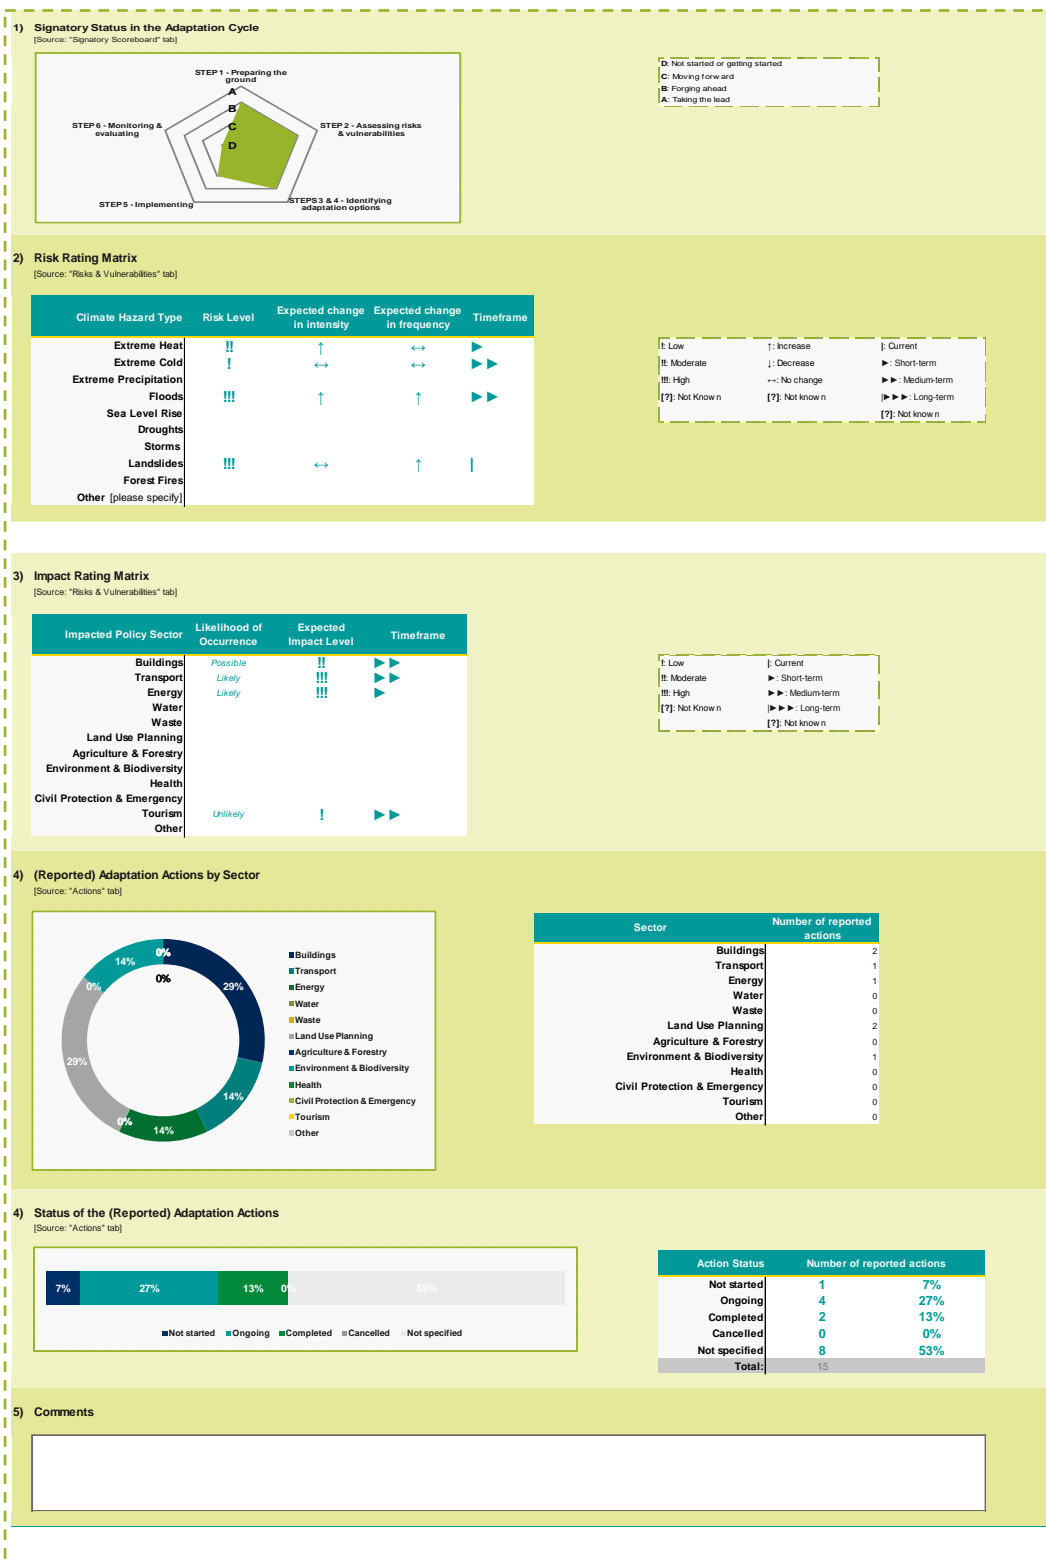 1) Signatory Status in the Adaptation Cycle
[Source: "Signatory Scoreboard" tab]
STEP 1 - Preparing the
ground
A
B
C
D
STEP 6 - Monitoring &
evaluating
STEP 2 - Assessing risks
& vulnerabilities
STEP 5 - Implementing
STEPS 3 & 4 - Identifying
adaptation options
D: Not started or getting started
C: Moving forward
B: Forging ahead
A: Taking the lead
2) Risk Rating Matrix
[Source: "Risks & Vulnerabilities" tab]
Climate Hazard Type Risk Level Expected change in intensity Expected change in frequency Timeframe
Extreme Heat !! ↑ ↔ ►
Extreme Cold ! ↔ ↔ ►►
Extreme Precipitation
Floods !!! ↑ ↑ ►►
Sea Level Rise
Droughts
Storms
Landslides !!! ↔ ↑ |
Forest Fires
Other [please specify]
!: Low ↑: Increase |: Current
!!: Moderate ↓: Decrease ►: Short-term
!!!: High ↔: No change ►►: Medium-term
[?]: Not Known [?]: Not known |►►►: Long-term
[?]: Not known
3) Impact Rating Matrix
[Source: "Risks & Vulnerabilities" tab]
Impacted Policy Sector Likelihood of Occurrence Expected Impact Level Timeframe
Buildings Possible !! ►►
Transport Likely !!! ►►
Energy Likely !!! ►
Water
Waste
Land Use Planning
Agriculture & Forestry
Environment & Biodiversity
Health
Civil Protection & Emergency
Tourism Unlikely ! ►►
Other
!: Low |: Current
!!: Moderate ►: Short-term
!!!: High ►►: Medium-term
[?]: Not Known |►►►: Long-term
[?]: Not known
4) (Reported) Adaptation Actions by Sector
[Source: "Actions" tab]
0%
0%
14%
0%
29%
29%
14%
0%
14%
Buildings
Transport
Energy
Water
Waste
Land Use Planning
Agriculture & Forestry
Environment & Biodiversity
Health
Civil Protection & Emergency
Tourism
Other
Sector Number of reported actions
Buildings 2
Transport 1
Energy 1
Water 0
Waste 0
Land Use Planning 2
Agriculture & Forestry 0
Environment & Biodiversity 1
Health 0
Civil Protection & Emergency 0
Tourism 0
Other 0
4) Status of the (Reported) Adaptation Actions
[Source: "Actions" tab]
7% 27% 13% 0% 53%
Not started Ongoing Completed Cancelled Not specified
Action Status Number of reported actions
Not started 1 7%
Ongoing 4 27%
Completed 2 13%
Cancelled 0 0%
Not specified 8 53%
Total: 15
5) Comments